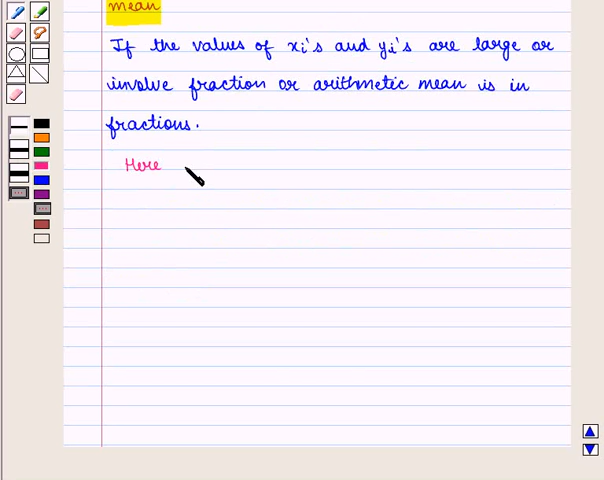 mean
If the values of xi's and yi's are large or
involve fraction or arithmetic mean is in
fractions.
Here